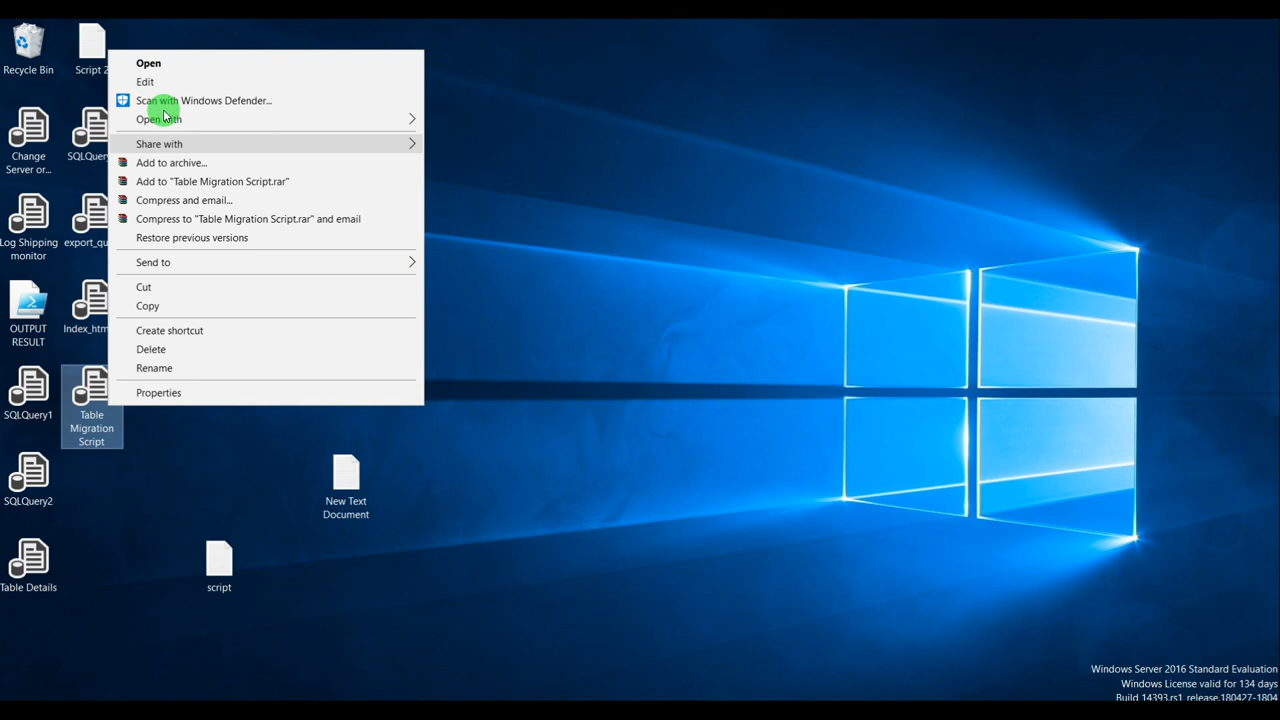 Recycle Bin
Script 2
Change
Server or...
SQLQuery
Log Shipping
monitor
export_qu
OUTPUT
RESULT
Index_htm
SQLQuery1
Table
Migration
Script
SQLQuery2
Table Details
Open
Edit
Scan with Windows Defender...
Open with
Share with
Add to archive...
Add to "Table Migration Script.rar"
Compress and email...
Compress to "Table Migration Script.rar" and email
Restore previous versions
Send to
Cut
Copy
Create shortcut
Delete
Rename
Properties
New Text
Document
script
Windows Server 2016 Standard Evaluation
Windows License valid for 134 days
Build 14393.rs1_release.180427-1804